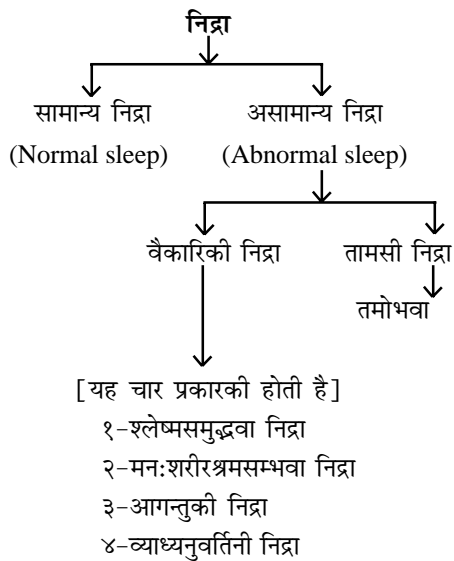 निद्रा
सामान्य निद्रा असामान्य निद्रा
(Normal sleep) (Abnormal sleep)
वैकारिकी निद्रा तामसी निद्रा
तमोभवा
[यह चार प्रकारकी होती है]
१-श्लेष्मसमुद्भवा निद्रा
२-मन:शरीरश्रमसम्भवा निद्रा
३-आगन्तुकी निद्रा
४-व्याध्यनुवर्तिनी निद्रा